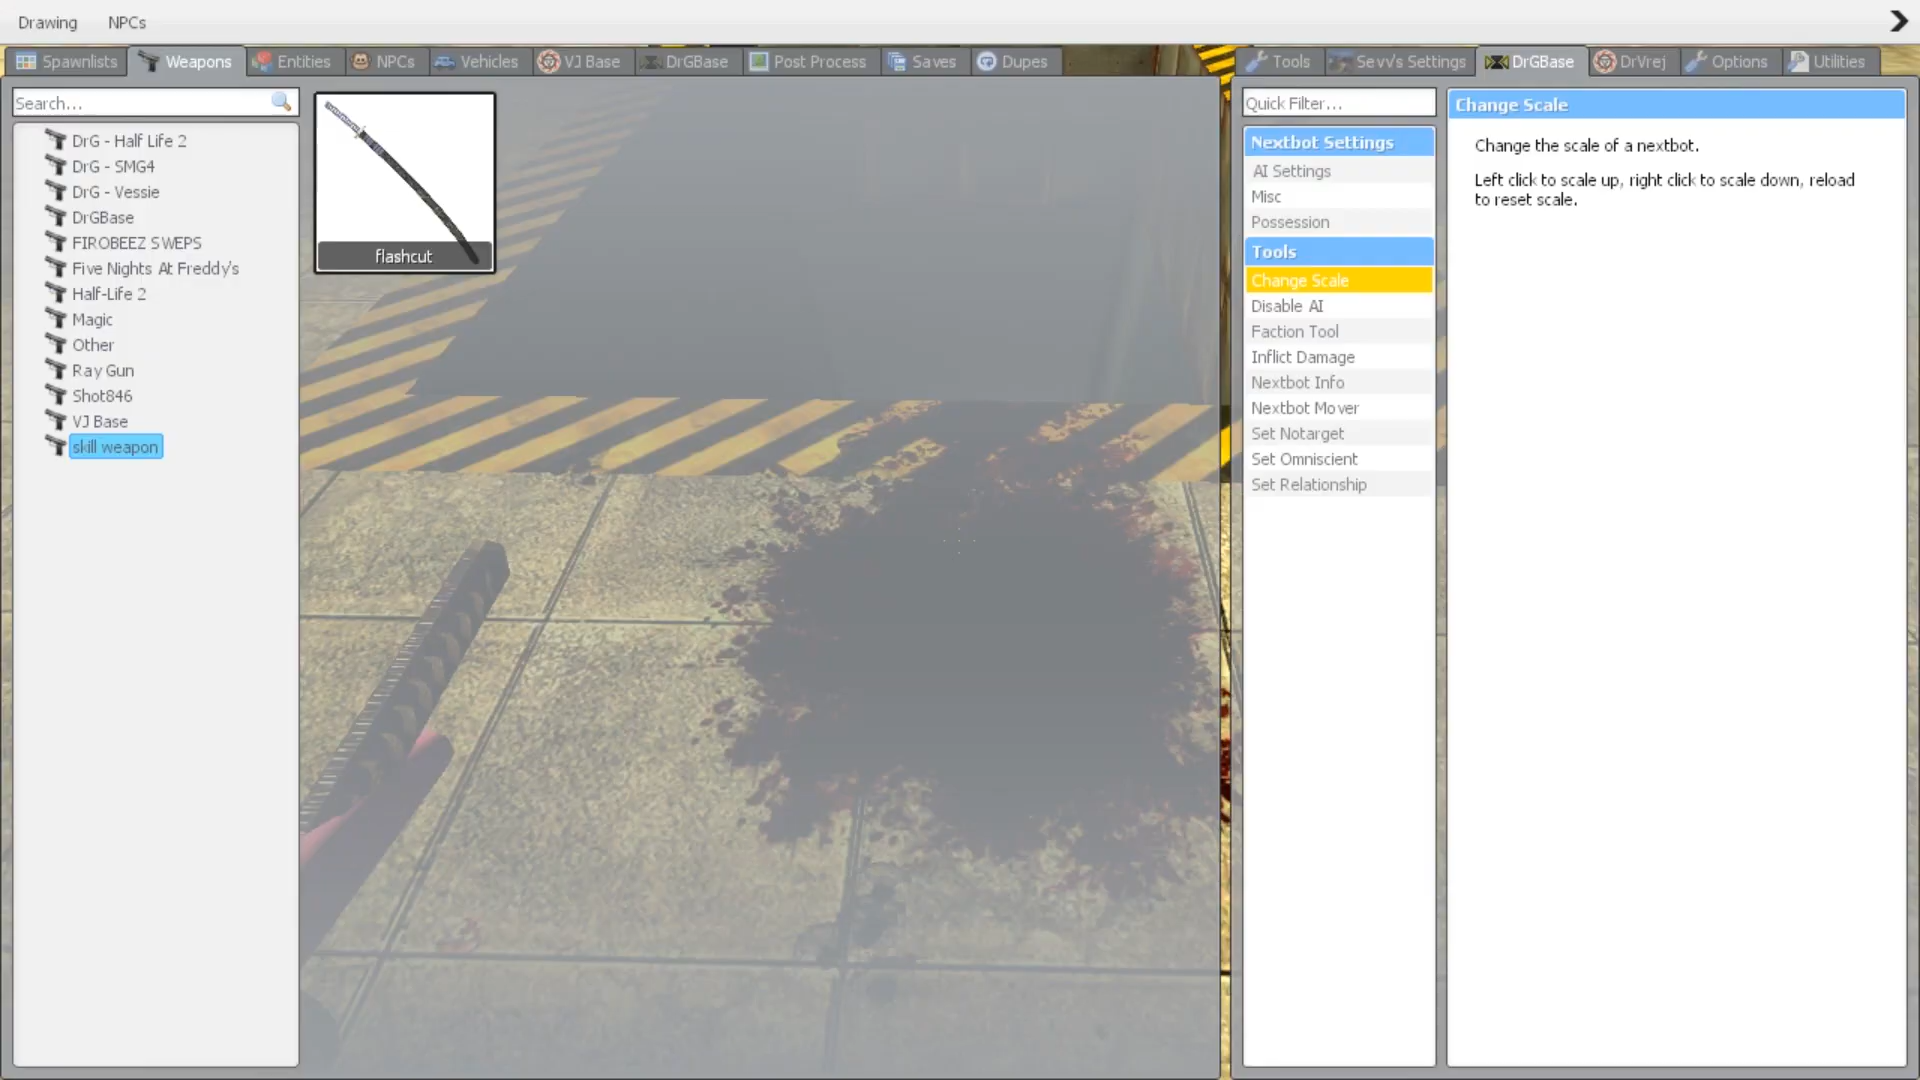 Drawing NPCs
Spawnlists Weapons Entities NPCs Vehicles VJ Base DrGBase Post Process Saves Dupes
Tools Sevv's Settings DrGBase DrVrej Options Utilities
Search...
DrG - Half Life 2
DrG - SMG4
DrG - Vessie
DrGBase
FIROBEEZ SWEPS
Five Nights At Freddy's
Half-Life 2
Magic
Other
Ray Gun
Shot846
VJ Base
skill weapon
flashcut
Quick Filter...
Nextbot Settings
AI Settings
Misc
Possession
Tools
Change Scale
Disable AI
Faction Tool
Inflict Damage
Nextbot Info
Nextbot Mover
Set Notarget
Set Omniscient
Set Relationship
Change Scale
Change the scale of a nextbot.
Left click to scale up, right click to scale down, reload
to reset scale.